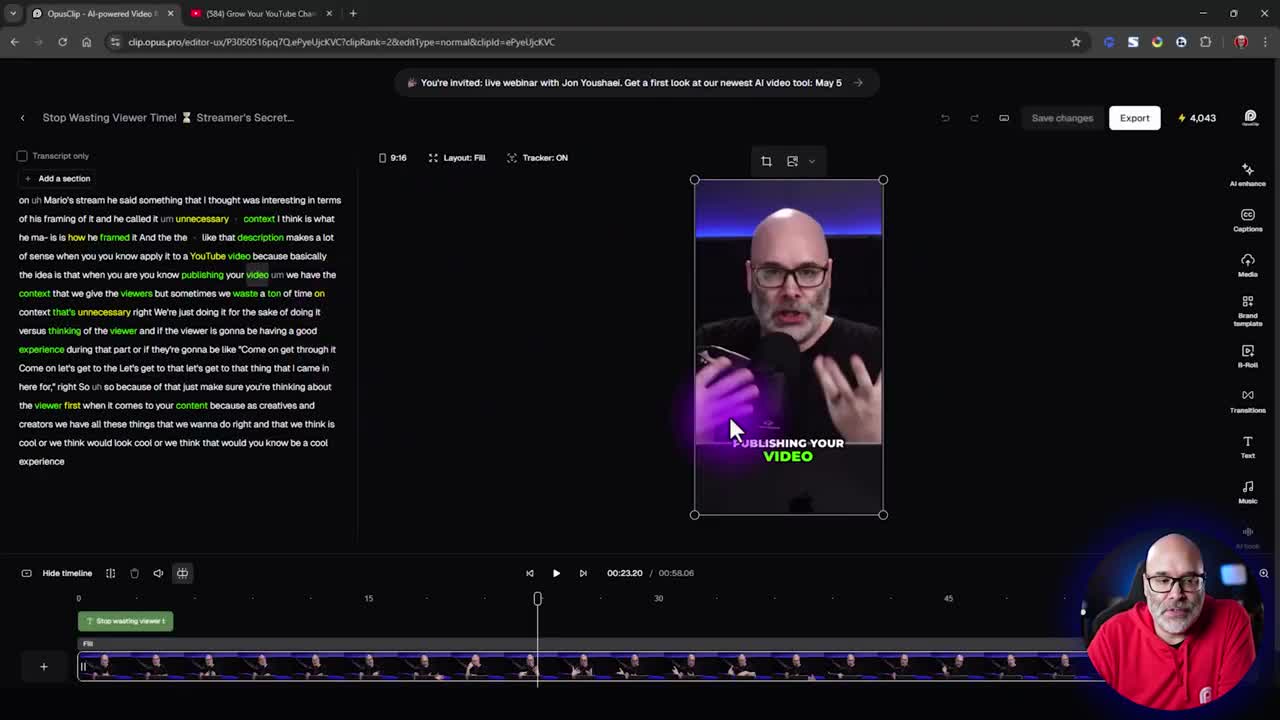 OpusClip - AI-powered Video
(584) Grow Your YouTube Cha
clip.opus.pro/editor-ux/P3050516pq7Q.ePyeUjcKVC?clipRank=2&editType=normal&clipId=ePyeUjcKVC
You're invited: live webinar with Jon Youshaei. Get a first look at our newest AI video tool: May 5
Stop Wasting Viewer Time! ⏳ Streamer's Secret...
Save changes
Export
4,043
OpusClip
Transcript only
+ Add a section
9:16
Layout: Fill
Tracker: ON
on uh Mario's stream he said something that I thought was interesting in terms
of his framing of it and he called it um unnecessary context I think is what
he ma- is is how he framed it And the the like that description makes a lot
of sense when you you know apply it to a YouTube video because basically
the idea is that when you are you know publishing your video um we have the
context that we give the viewers but sometimes we waste a ton of time on
context that's unnecessary right We're just doing it for the sake of doing it
versus thinking of the viewer and if the viewer is gonna be having a good
experience during that part or if they're gonna be like "Come on get through it
Come on let's get to the Let's get to that let's get to that thing that I came in
here for," right So uh so because of that just make sure you're thinking about
the viewer first when it comes to your content because as creatives and
creators we have all these things that we wanna do right and that we think is
cool or we think would look cool or we think that would you know be a cool
experience
PUBLISHING YOUR
VIDEO
AI enhance
CC
Captions
Media
Brand
template
B-Roll
Transitions
T
Text
Music
AI hook
Hide timeline
00:23.20 / 00:58.06
0
15
30
45
T Stop wasting viewer t
Fill
+